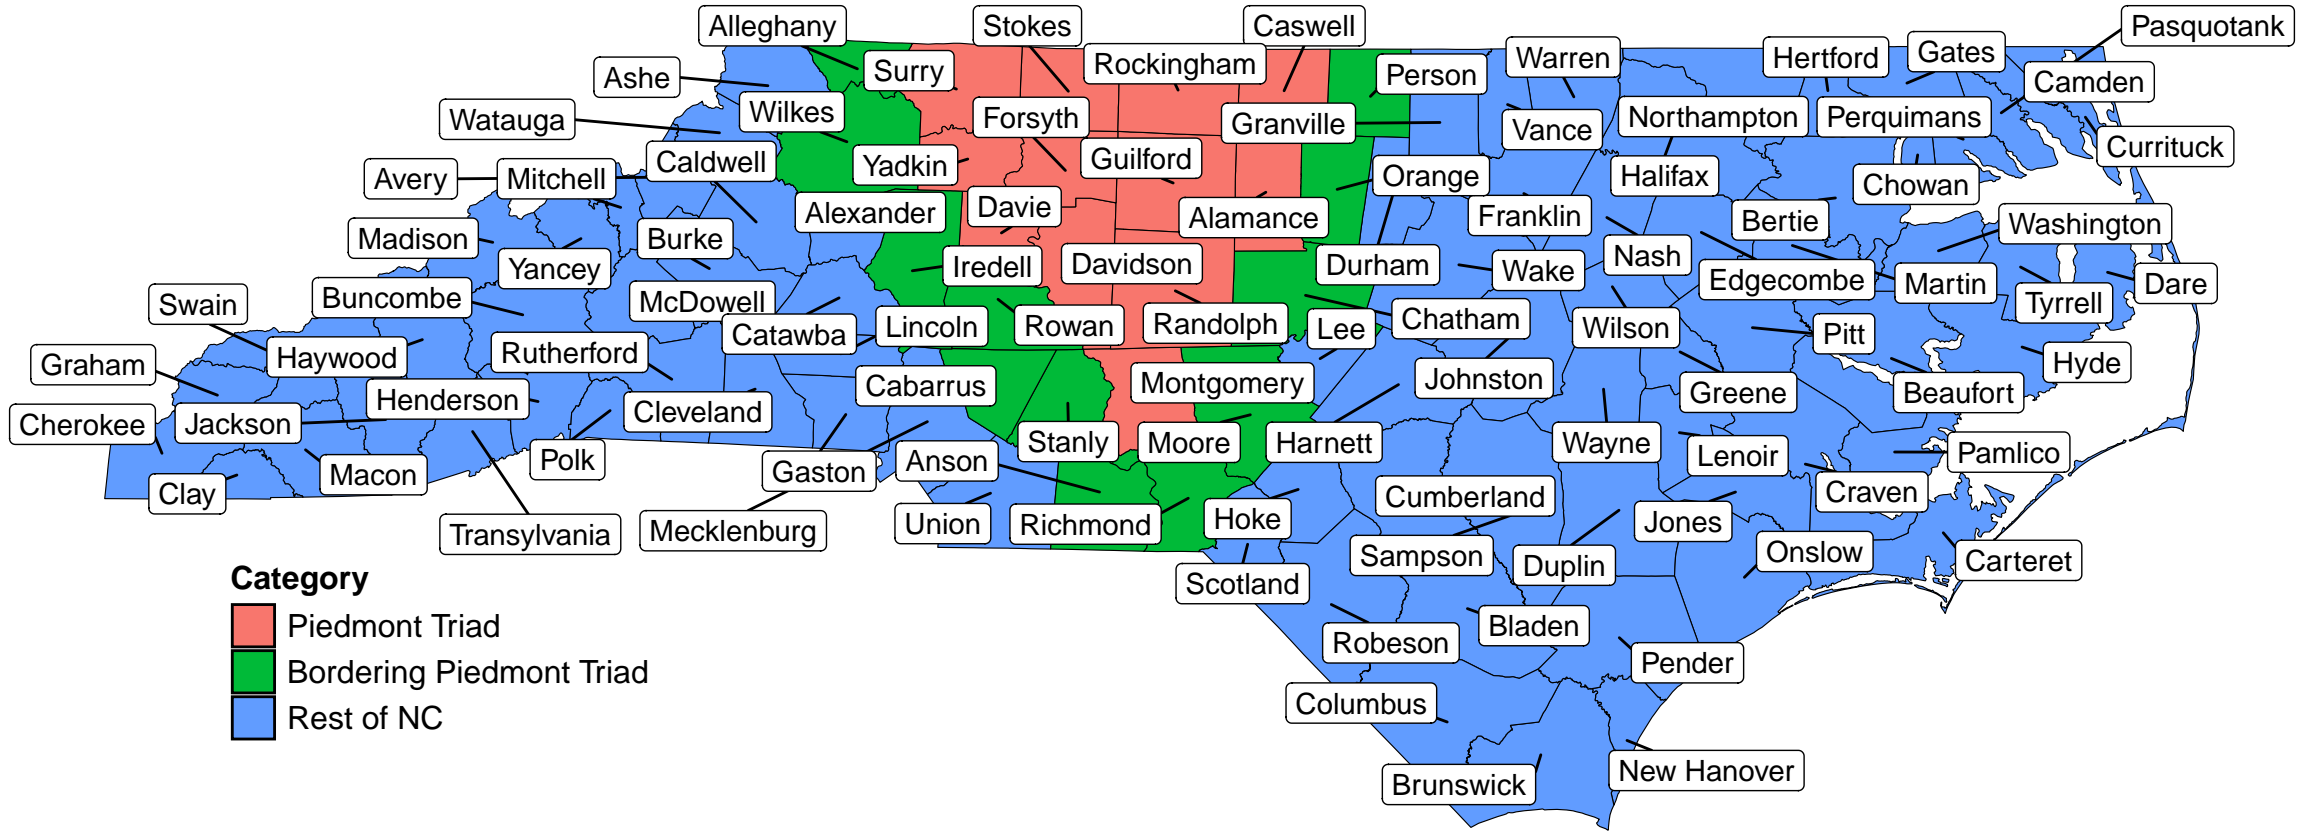 Alleghany
Stokes
Caswell
Pasquotank
Ashe
Surry
Rockingham
Person
Warren
Hertford
Gates
Camden
Watauga
Wilkes
Forsyth
Granville
Vance
Northampton
Perquimans
Currituck
Avery
Mitchell
Caldwell
Yadkin
Guilford
Orange
Halifax
Chowan
Madison
Yancey
Burke
Alexander
Davie
Alamance
Franklin
Nash
Bertie
Washington
Swain
Buncombe
McDowell
Iredell
Davidson
Durham
Wake
Edgecombe
Martin
Tyrrell
Dare
Graham
Haywood
Rutherford
Catawba
Lincoln
Rowan
Randolph
Lee
Chatham
Wilson
Pitt
Hyde
Cherokee
Jackson
Henderson
Cleveland
Cabarrus
Montgomery
Johnston
Greene
Beaufort
Clay
Macon
Polk
Gaston
Anson
Stanly
Moore
Harnett
Wayne
Lenoir
Pamlico
Transylvania
Mecklenburg
Union
Richmond
Hoke
Cumberland
Jones
Craven
Scotland
Sampson
Duplin
Onslow
Carteret
Robeson
Bladen
Pender
Columbus
Brunswick
New Hanover
Category
Piedmont Triad
Bordering Piedmont Triad
Rest of NC